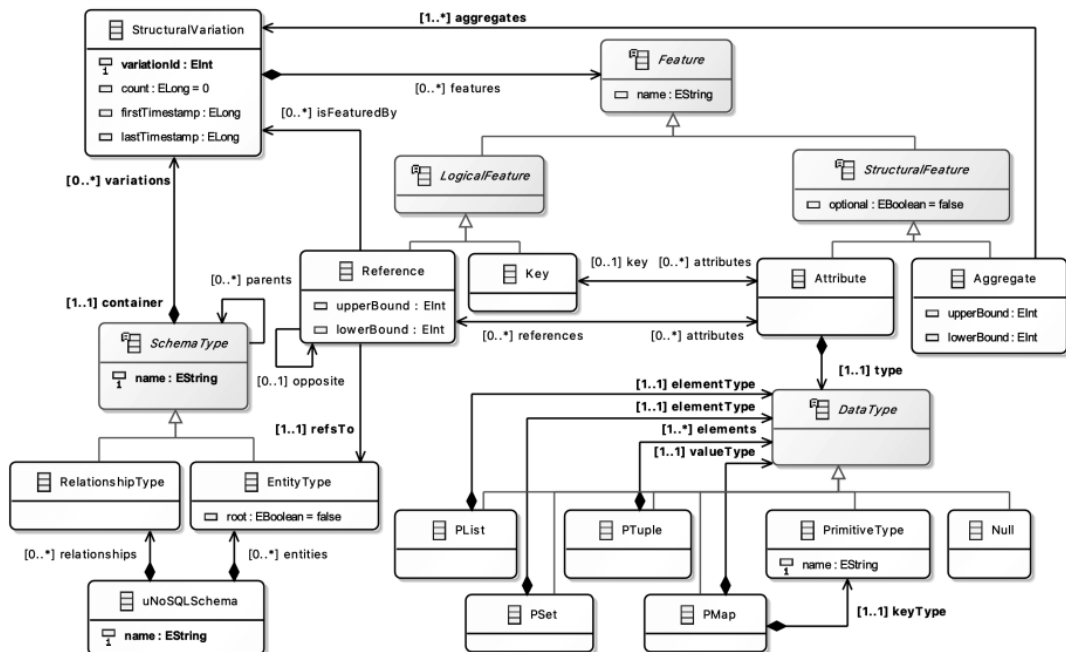 [1..*] aggregates
StructuralVariation
variationId : EInt
count : ELong = 0
firstTimestamp : ELong
lastTimestamp : ELong
Feature
name : EString
[0..*] features
[0..*] isFeaturedBy
LogicalFeature
StructuralFeature
optional : EBoolean = false
[0..*] variations
Reference
upperBound : EInt
lowerBound : EInt
Key
[0..1] key
[0..*] attributes
Attribute
Aggregate
upperBound : EInt
lowerBound : EInt
[0..*] parents
[1..1] container
SchemaType
name : EString
[0..*] references
[0..*] attributes
[0..1] opposite
[1..1] type
[1..1] elementType
[1..1] elementType
[1..*] elements
[1..1] valueType
DataType
[1..1] refsTo
RelationshipType
EntityType
root : EBoolean = false
PList
PTuple
PrimitiveType
name : EString
Null
[0..*] relationships
[0..*] entities
uNoSQLSchema
name : EString
PSet
PMap
[1..1] keyType